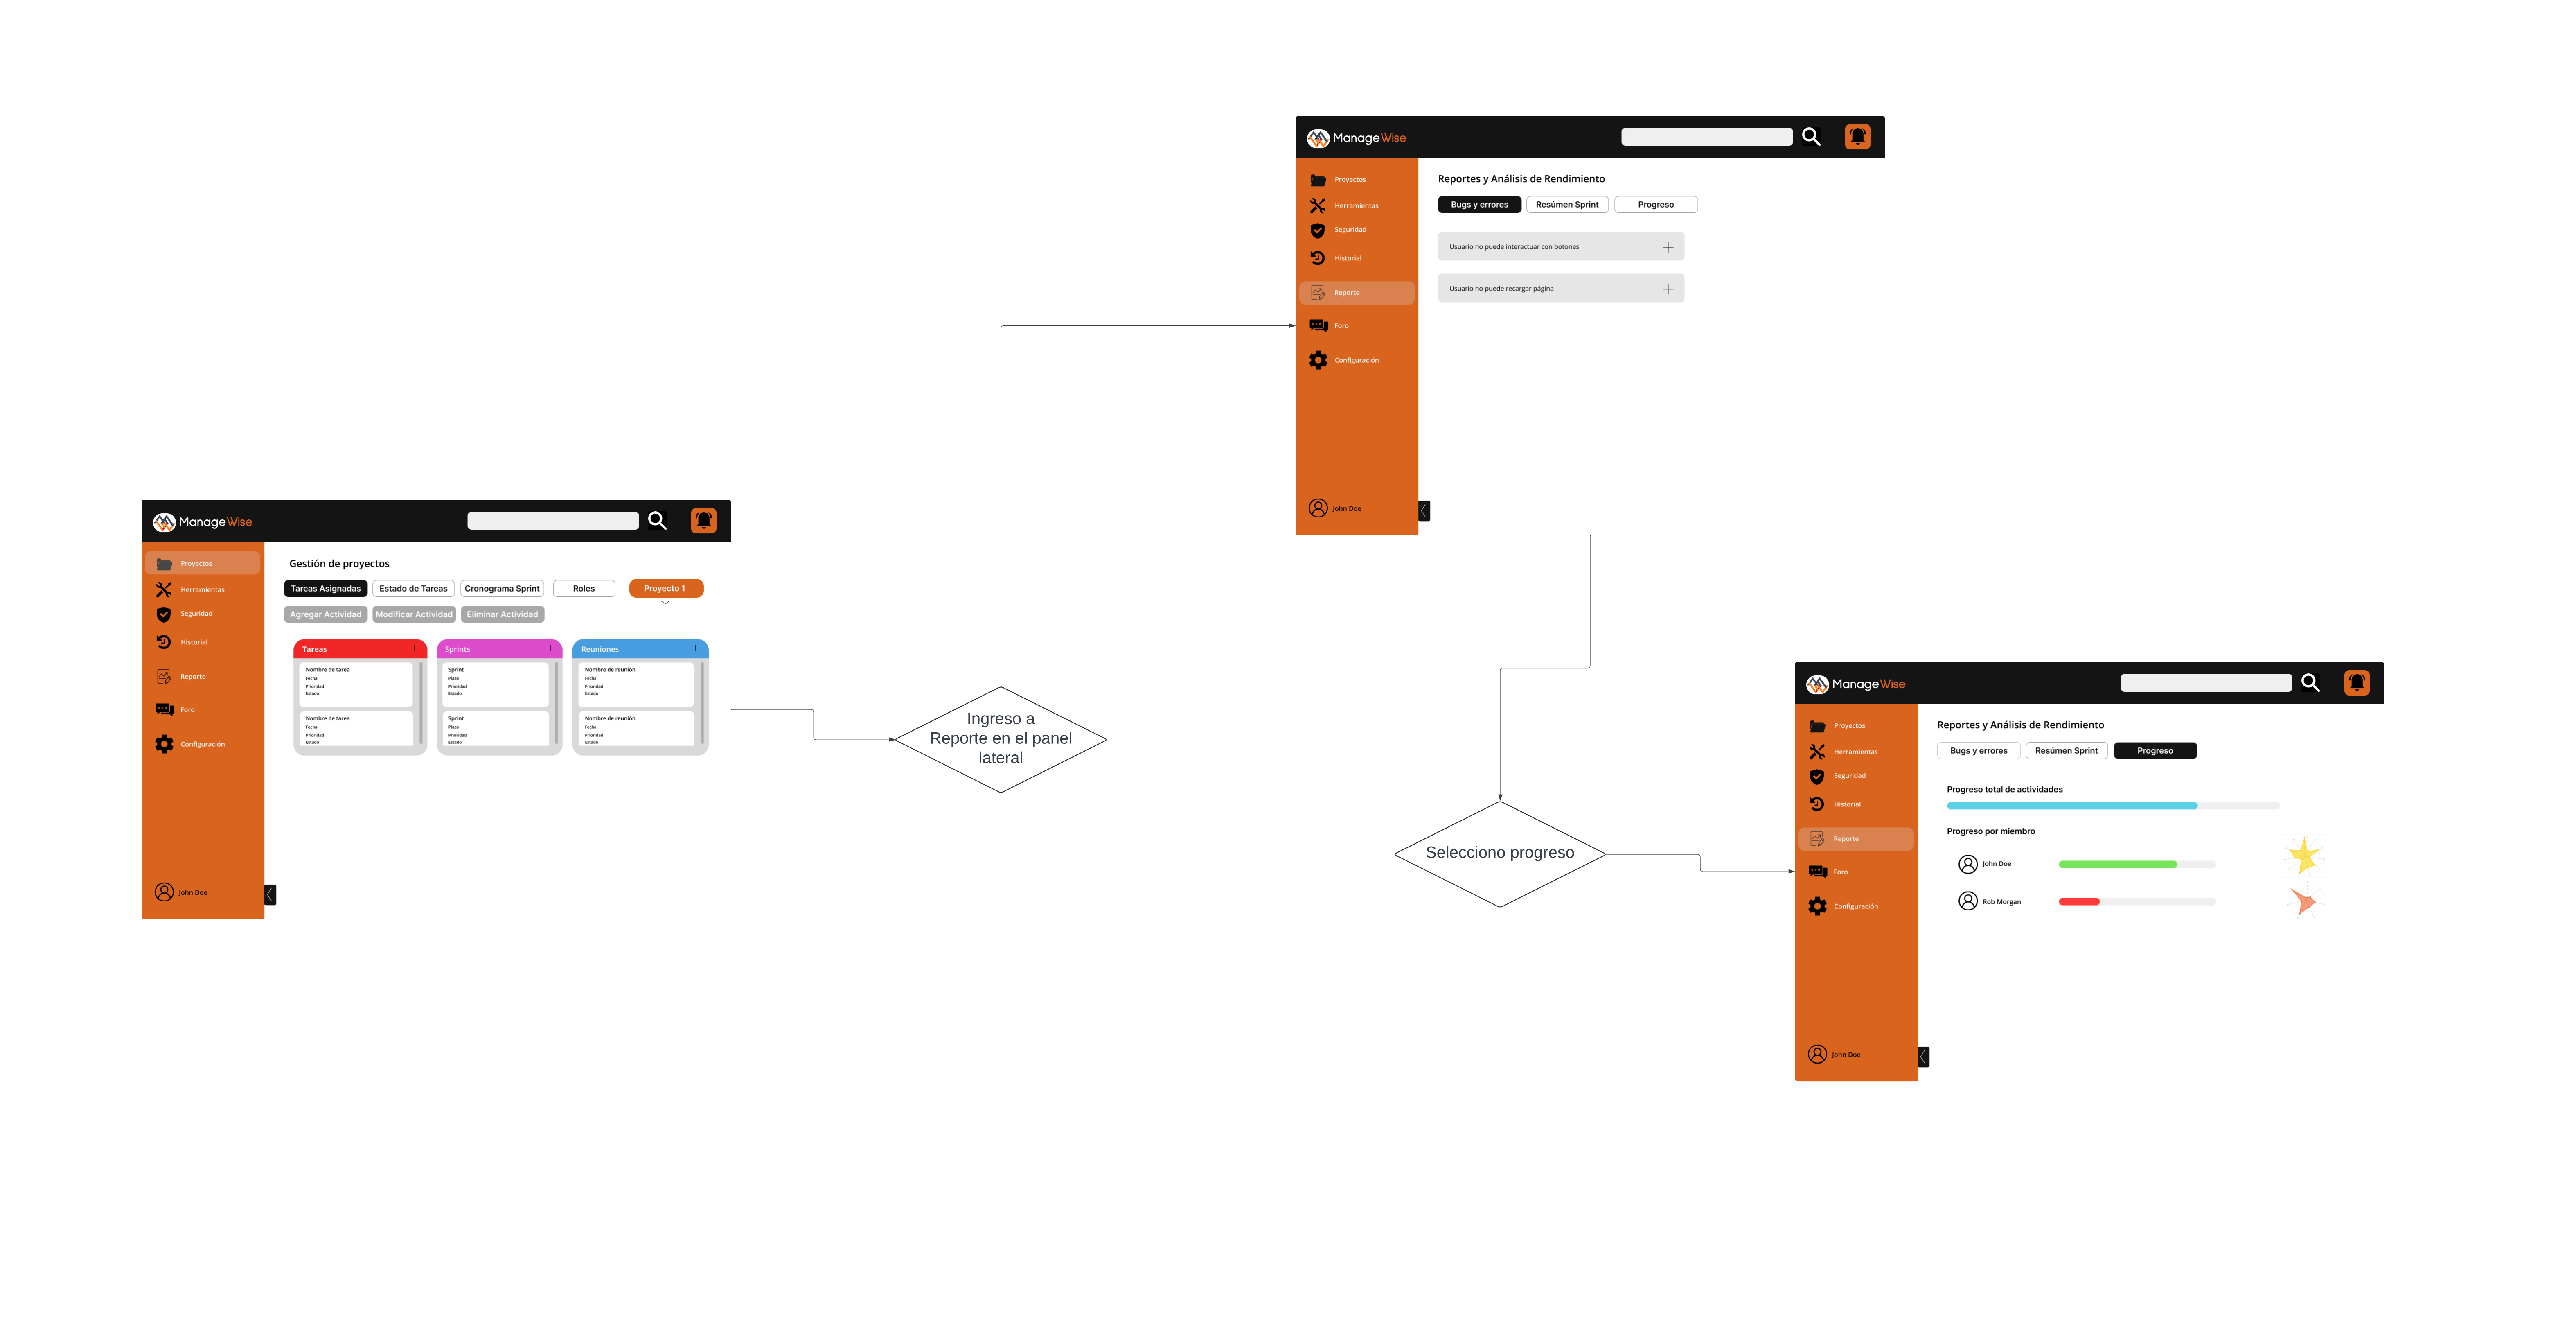 ManageWise
Proyectos
Herramientas
Seguridad
Historial
Reporte
Foro
Configuración
John Doe
Gestión de proyectos
Tareas Asignadas
Estado de Tareas
Cronograma Sprint
Roles
Proyecto 1
Agregar Actividad
Modificar Actividad
Eliminar Actividad
Tareas
Nombre de tarea
Fecha
Prioridad
Estado
Nombre de tarea
Fecha
Prioridad
Estado
Sprints
Sprint
Plazo
Prioridad
Estado
Sprint
Plazo
Prioridad
Estado
Reuniones
Nombre de reunión
Fecha
Prioridad
Estado
Nombre de reunión
Fecha
Prioridad
Estado
Ingreso a
Reporte en el panel
lateral
ManageWise
Proyectos
Herramientas
Seguridad
Historial
Reporte
Foro
Configuración
John Doe
Reportes y Análisis de Rendimiento
Bugs y errores
Resúmen Sprint
Progreso
Usuario no puede interactuar con botones
Usuario no puede recargar página
Selecciono progreso
ManageWise
Proyectos
Herramientas
Seguridad
Historial
Reporte
Foro
Configuración
John Doe
Reportes y Análisis de Rendimiento
Bugs y errores
Resúmen Sprint
Progreso
Progreso total de actividades
Progreso por miembro
John Doe
Rob Morgan